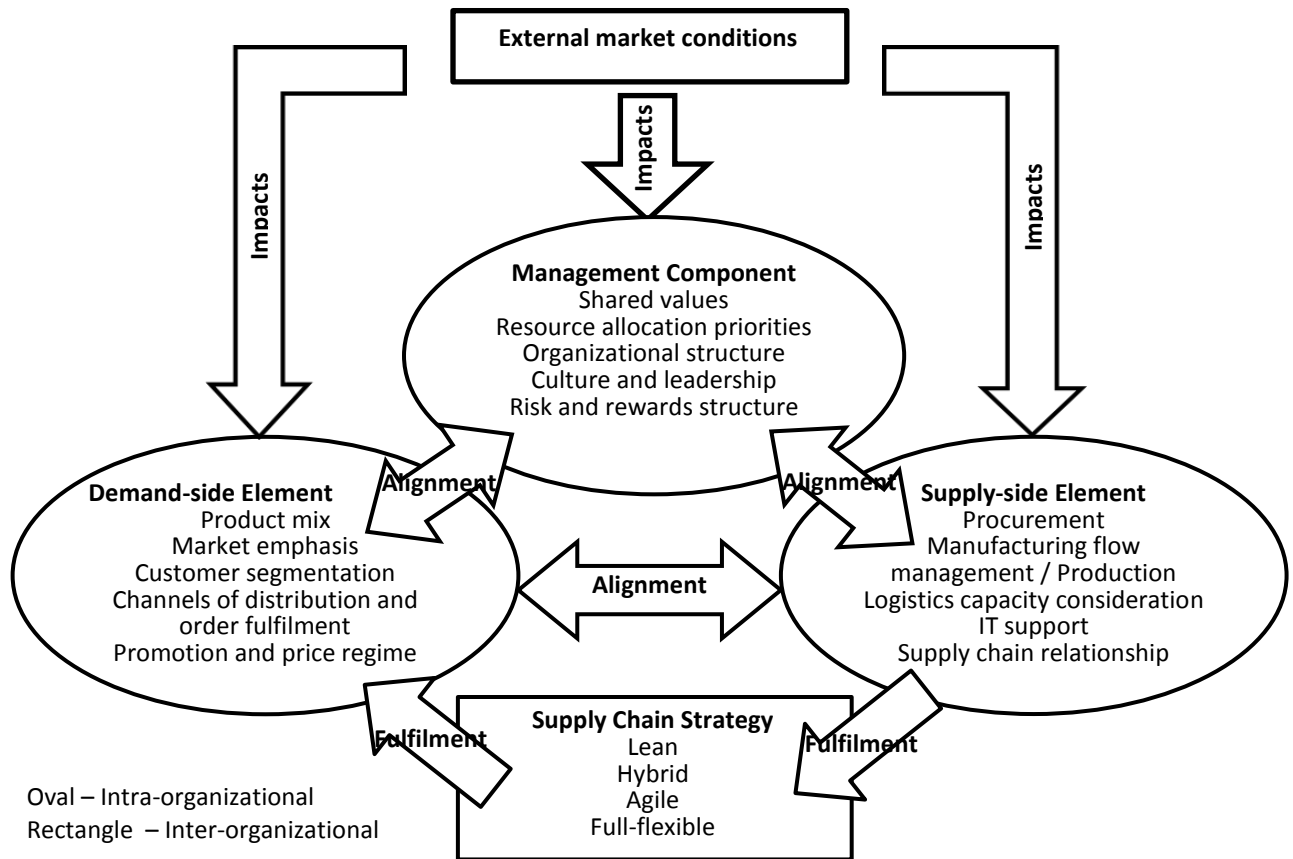 External market conditions
Impacts
Impacts
Impacts
Management Component
Shared values
Resource allocation priorities
Organizational structure
Culture and leadership
Risk and rewards structure
Alignment
Alignment
Demand-side Element
Product mix
Market emphasis
Customer segmentation
Channels of distribution and
order fulfilment
Promotion and price regime
Alignment
Supply-side Element
Procurement
Manufacturing flow
management / Production
Logistics capacity consideration
IT support
Supply chain relationship
Fulfilment
Supply Chain Strategy
Lean
Hybrid
Agile
Full-flexible
Fulfilment
Oval – Intra-organizational
Rectangle – Inter-organizational